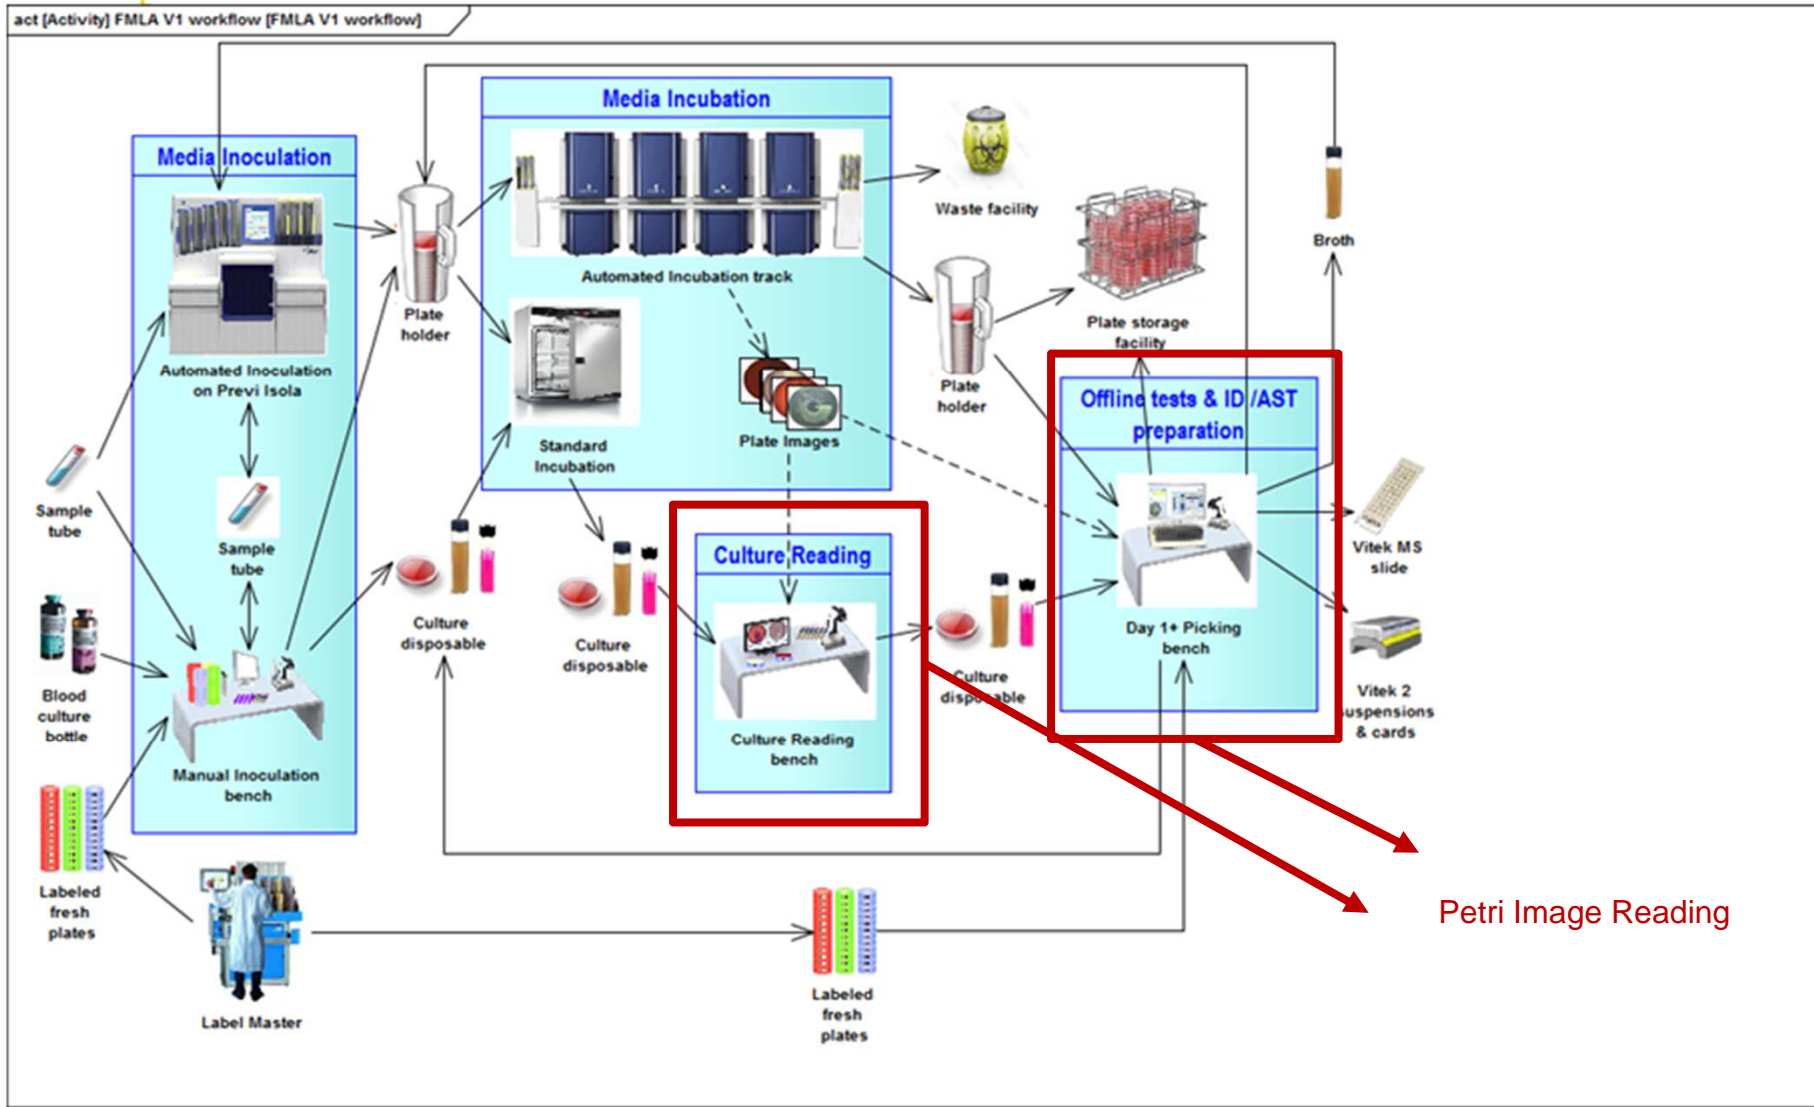 act [Activity] FMLA V1 workflow [FMLA V1 workflow]
Media Inoculation
Automated Inoculation
on Previ Isola
Sample
tube
Sample
tube
Blood
culture
bottle
Manual Inoculation
bench
Labeled
fresh
plates
Label Master
Plate
holder
Culture
disposable
Media Incubation
Automated Incubation track
Standard
Incubation
Plate Images
Culture
disposable
Culture Reading
Culture Reading
bench
Labeled
fresh
plates
Waste facility
Plate
holder
Plate storage
facility
Culture
disposable
Broth
Offline tests & ID /AST
preparation
Day 1+ Picking
bench
Vitek MS
slide
Vitek 2
suspensions
& cards
Petri Image Reading